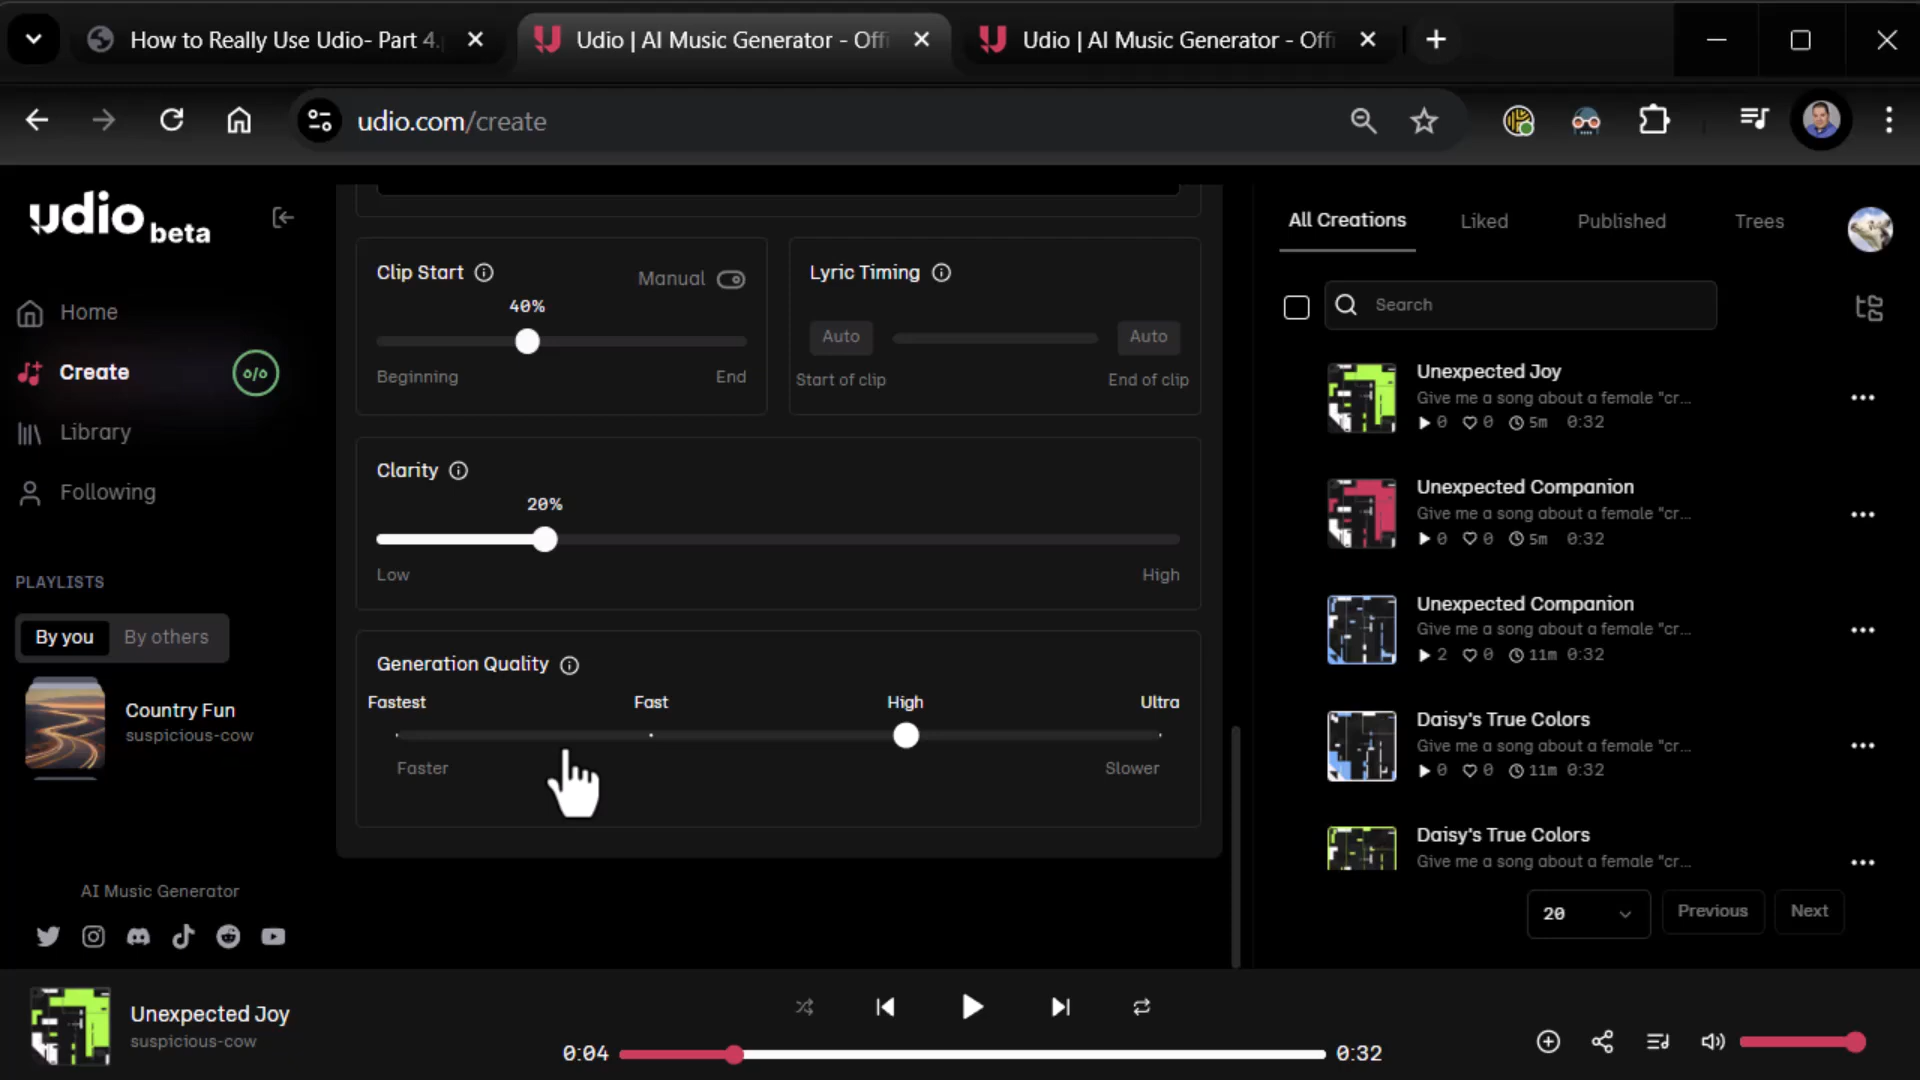 How to Really Use Udio- Part 4.
Udio | AI Music Generator - Offi
Udio | AI Music Generator - Offi
udio.com/create
udio beta
Home
Create
0/0
Library
Following
PLAYLISTS
By you
By others
Country Fun
suspicious-cow
AI Music Generator
Clip Start
Manual
40%
Beginning
End
Lyric Timing
Auto
Auto
Start of clip
End of clip
Clarity
20%
Low
High
Generation Quality
Fastest
Fast
High
Ultra
Faster
Slower
All Creations
Liked
Published
Trees
Search
Unexpected Joy
Give me a song about a female "cr...
0 0 5m 0:32
Unexpected Companion
Give me a song about a female "cr...
0 0 5m 0:32
Unexpected Companion
Give me a song about a female "cr...
2 0 11m 0:32
Daisy's True Colors
Give me a song about a female "cr...
0 0 11m 0:32
Daisy's True Colors
Give me a song about a female "cr...
20
Previous
Next
Unexpected Joy
suspicious-cow
0:04
0:32